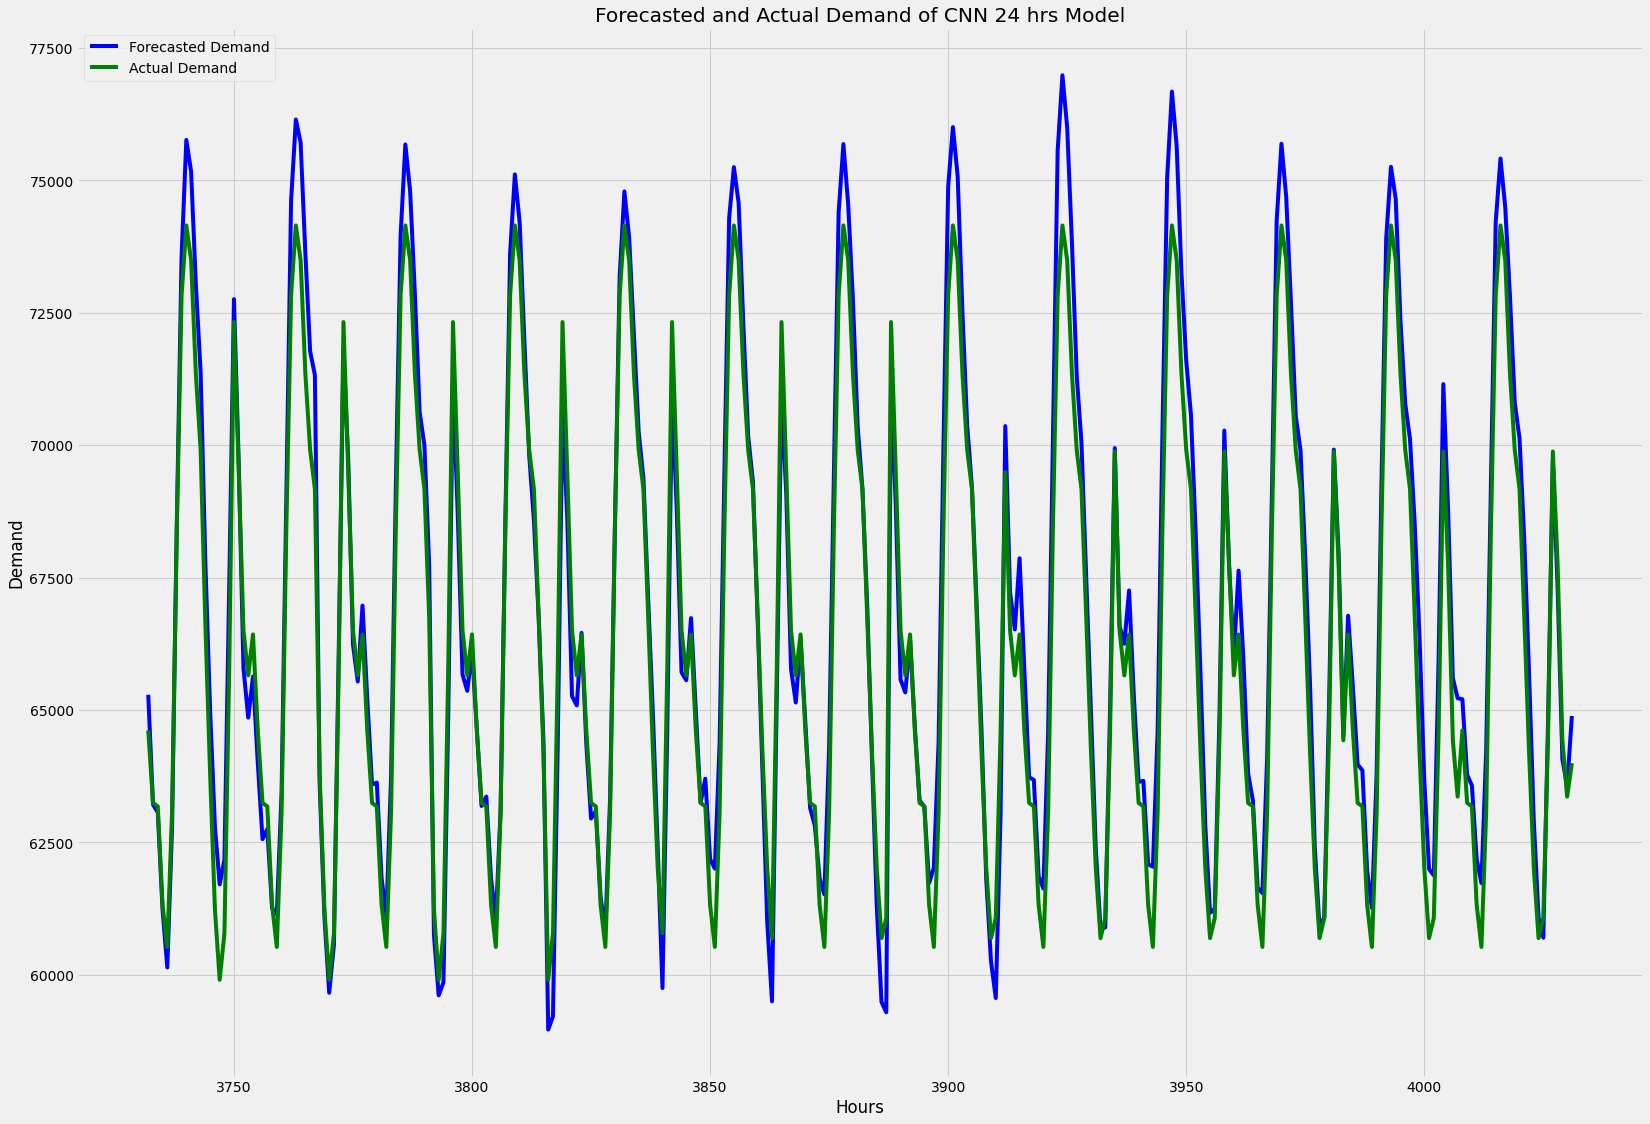 Forecasted and Actual Demand of CNN 24 hrs Model
Forecasted Demand
Actual Demand
77500
75000
72500
70000
67500
65000
62500
60000
Demand
3750
3800
3850
3900
3950
4000
Hours